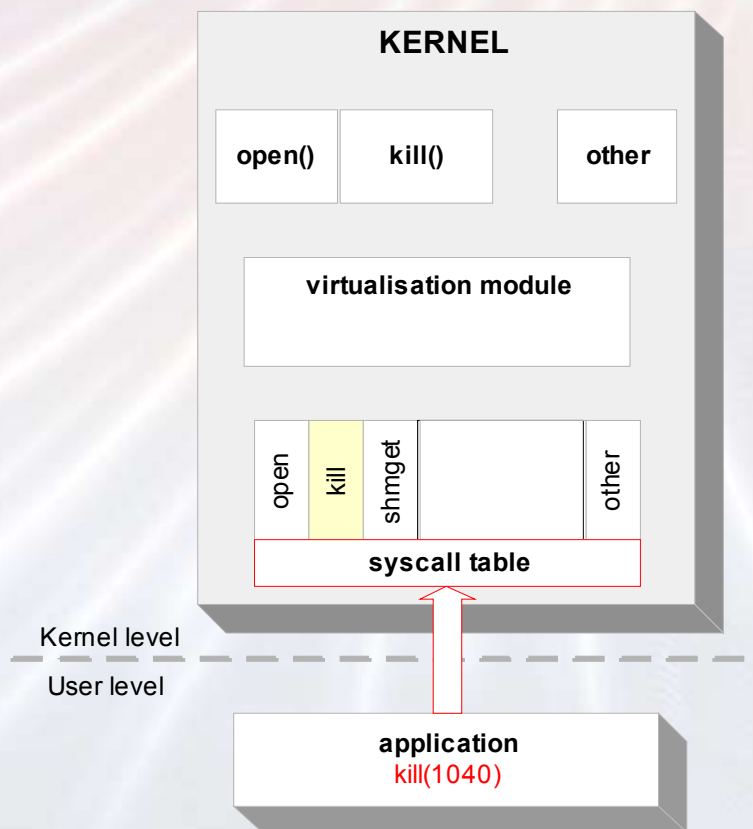 KERNEL
open()
kill()
other
virtualisation module
open
kill
shmget
other
syscall table
Kernel level
User level
application
kill(1040)